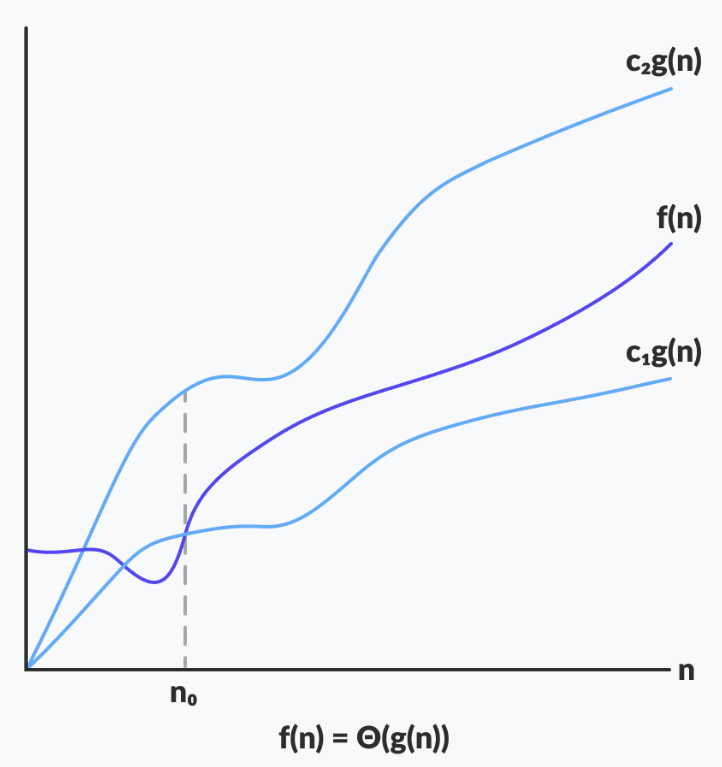 c₂g(n)
f(n)
c₁g(n)
n
n₀
f(n) = Θ(g(n))